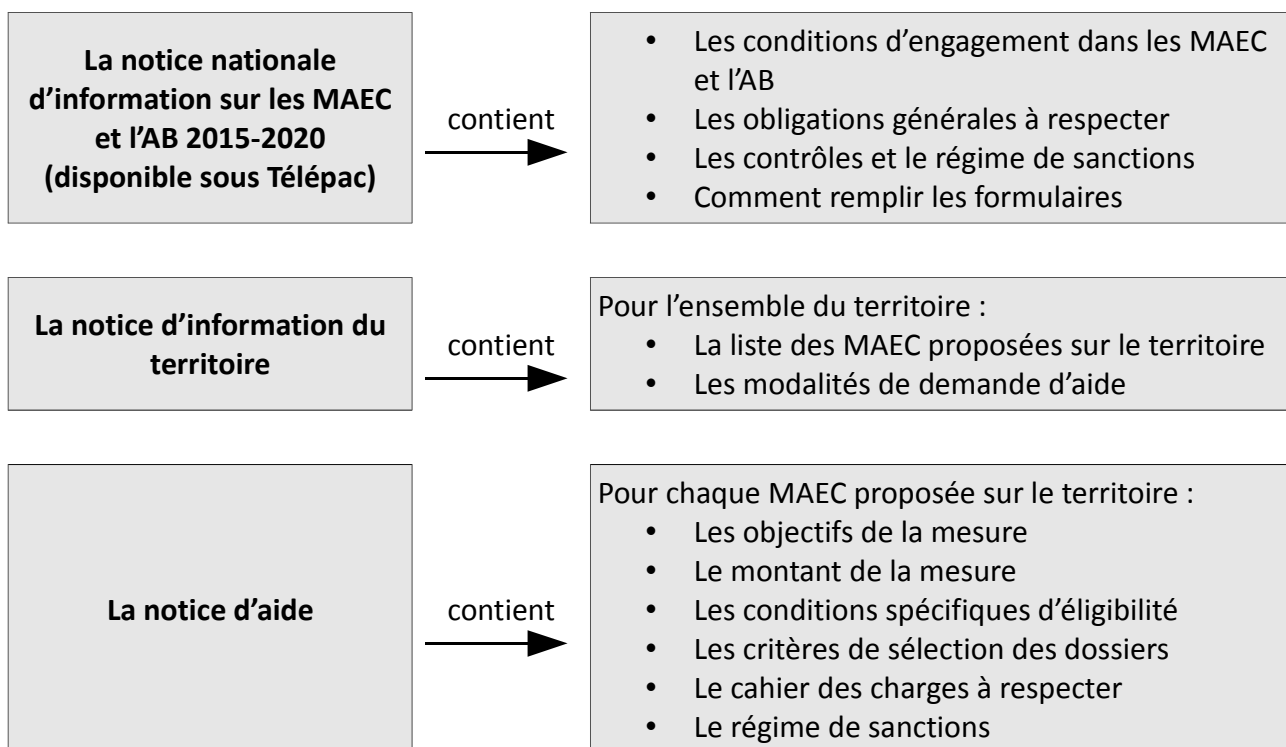 La notice nationale
d’information sur les MAEC
et l’AB 2015-2020
(disponible sous Télépac)
contient
• Les conditions d’engagement dans les MAEC
et l’AB
• Les obligations générales à respecter
• Les contrôles et le régime de sanctions
• Comment remplir les formulaires
La notice d’information du
territoire
contient
Pour l’ensemble du territoire :
• La liste des MAEC proposées sur le territoire
• Les modalités de demande d’aide
La notice d’aide
contient
Pour chaque MAEC proposée sur le territoire :
• Les objectifs de la mesure
• Le montant de la mesure
• Les conditions spécifiques d’éligibilité
• Les critères de sélection des dossiers
• Le cahier des charges à respecter
• Le régime de sanctions